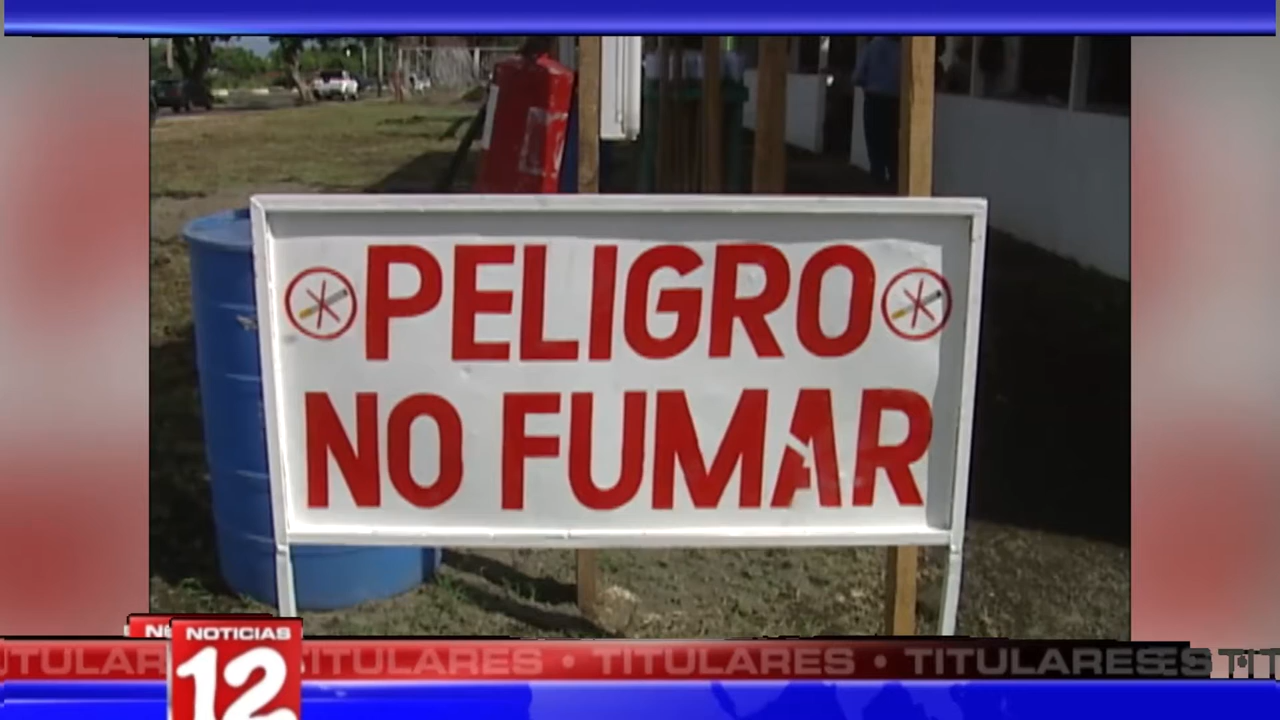 PELIGRO
NO FUMAR
NOTICIAS
12
TITULARES • TITULARES • TITULARES